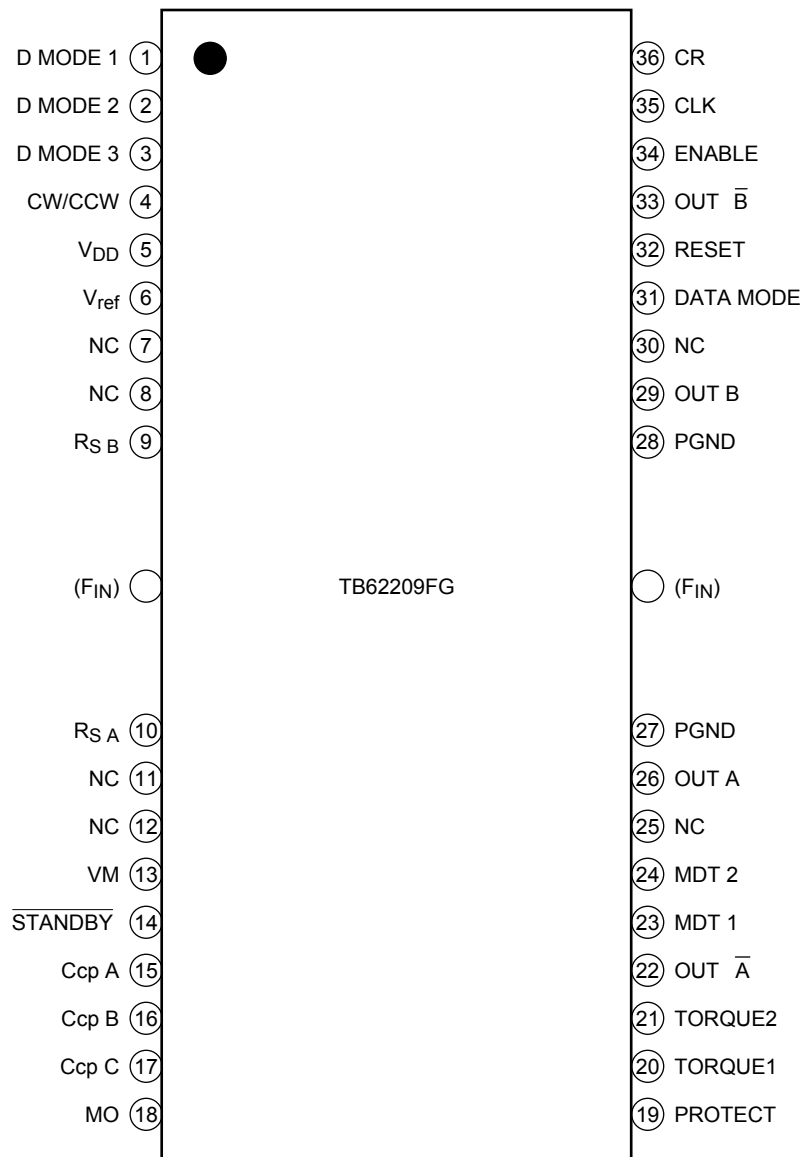 D MODE 1 1
D MODE 2 2
D MODE 3 3
CW/CCW 4
VDD 5
Vref 6
NC 7
NC 8
RS B 9
(FIN)
RS A 10
NC 11
NC 12
VM 13
S̅T̅A̅N̅D̅B̅Y̅ 14
Ccp A 15
Ccp B 16
Ccp C 17
MO 18
TB62209FG
36 CR
35 CLK
34 ENABLE
33 OUT B̅
32 RESET
31 DATA MODE
30 NC
29 OUT B
28 PGND
(FIN)
27 PGND
26 OUT A
25 NC
24 MDT 2
23 MDT 1
22 OUT A̅
21 TORQUE2
20 TORQUE1
19 PROTECT